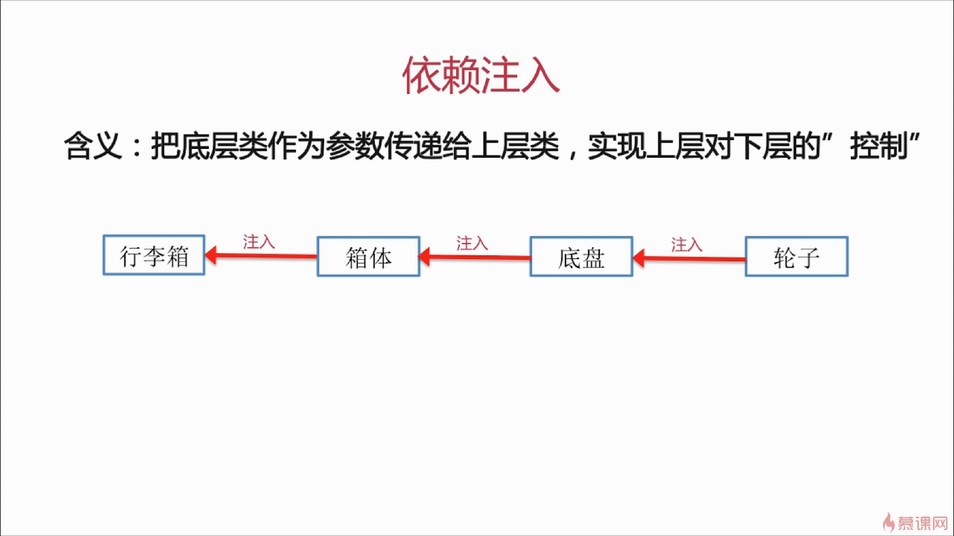 依赖注入
含义：把底层类作为参数传递给上层类，实现上层对下层的”控制”
注入 注入 注入
行李箱 箱体 底盘 轮子
慕课网